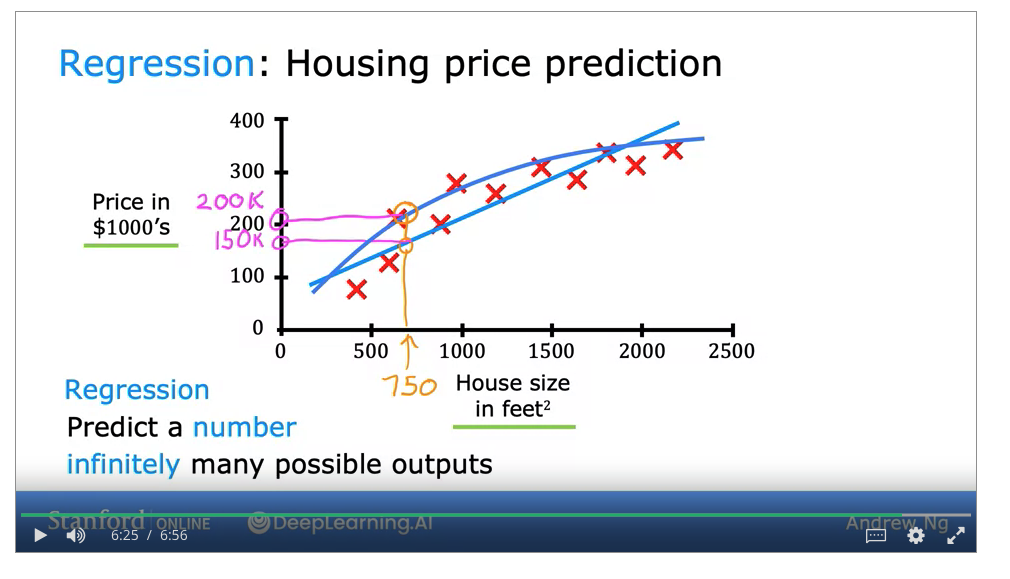 Regression: Housing price prediction
400
300
200
100
0
Price in
$1000's
200K
150K
0 500 1000 1500 2000 2500
750
House size
in feet²
Regression
Predict a number
infinitely many possible outputs
Stanford | ONLINE DeepLearning.AI Andrew Ng
6:25 / 6:56